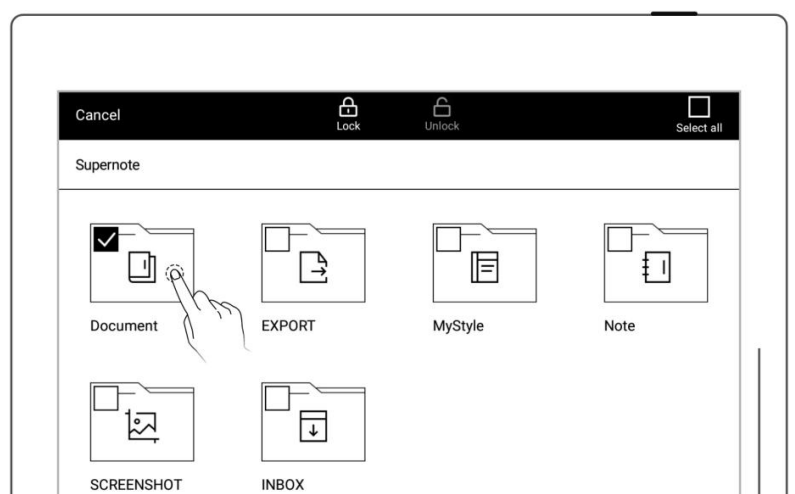 Cancel
Lock
Unlock
Select all
Supernote
Document
EXPORT
MyStyle
Note
SCREENSHOT
INBOX